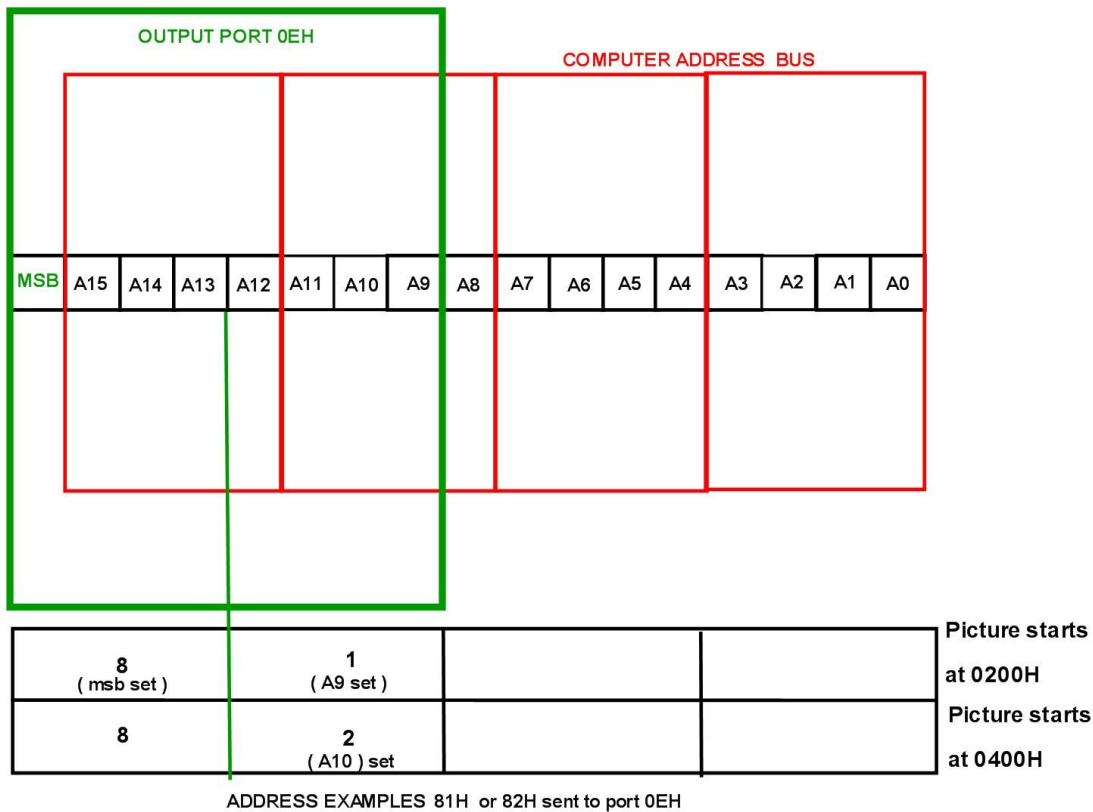 OUTPUT PORT 0EH
COMPUTER ADDRESS BUS
MSB A15 A14 A13 A12 A11 A10 A9 A8 A7 A6 A5 A4 A3 A2 A1 A0
8
( msb set )
1
( A9 set )
Picture starts
at 0200H
8
2
( A10 ) set
Picture starts
at 0400H
ADDRESS EXAMPLES 81H or 82H sent to port 0EH